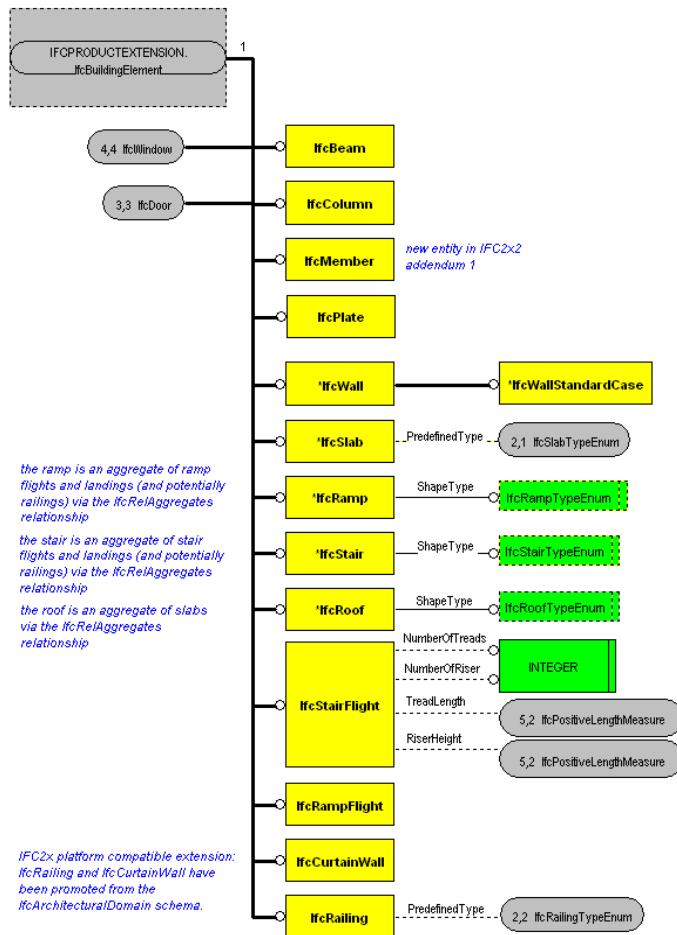 IFCPRODUCTEXTENSION.
IfcBuildingElement
1
4,4 IfcWindow
IfcBeam
3,3 IfcDoor
IfcColumn
IfcMember
new entity in IFC2x2
addendum 1
IfcPlate
*IfcWall
*IfcWallStandardCase
*IfcSlab
PredefinedType
2,1 IfcSlabTypeEnum
the ramp is an aggregate of ramp
flights and landings (and potentially
railings) via the IfcRelAggregates
relationship
*IfcRamp
ShapeType
IfcRampTypeEnum
the stair is an aggregate of stair
flights and landings (and potentially
railings) via the IfcRelAggregates
relationship
*IfcStair
ShapeType
IfcStairTypeEnum
the roof is an aggregate of slabs
via the IfcRelAggregates
relationship
*IfcRoof
ShapeType
IfcRoofTypeEnum
IfcStairFlight
NumberOfTreads
NumberOfRiser
INTEGER
TreadLength
5,2 IfcPositiveLengthMeasure
RiserHeight
5,2 IfcPositiveLengthMeasure
IfcRampFlight
IFC2x platform compatible extension:
IfcRailing and IfcCurtainWall have
been promoted from the
IfcArchitecturalDomain schema.
IfcCurtainWall
IfcRailing
PredefinedType
2,2 IfcRailingTypeEnum